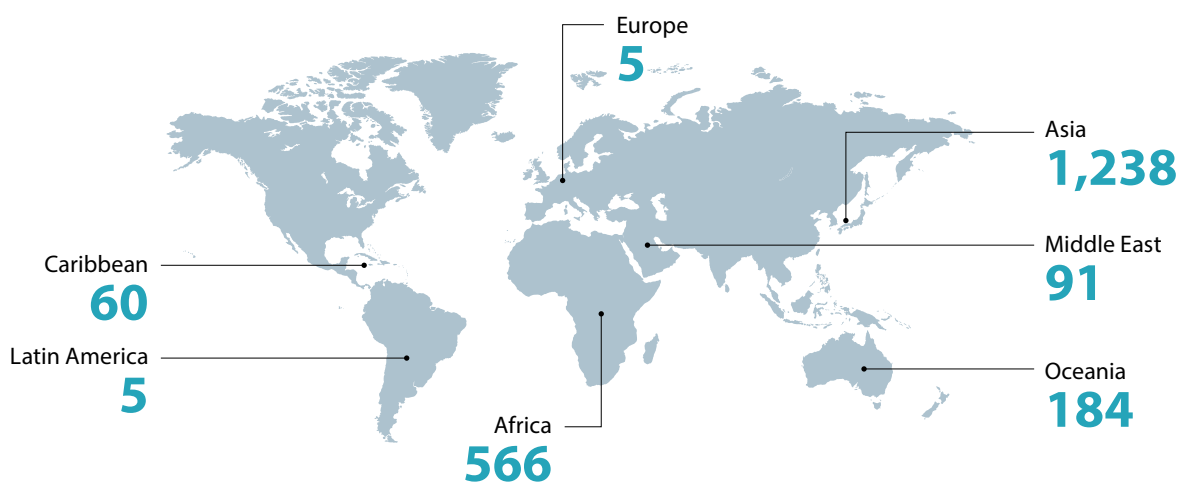 Europe
5
Asia
1,238
Middle East
91
Caribbean
60
Latin America
5
Oceania
184
Africa
566